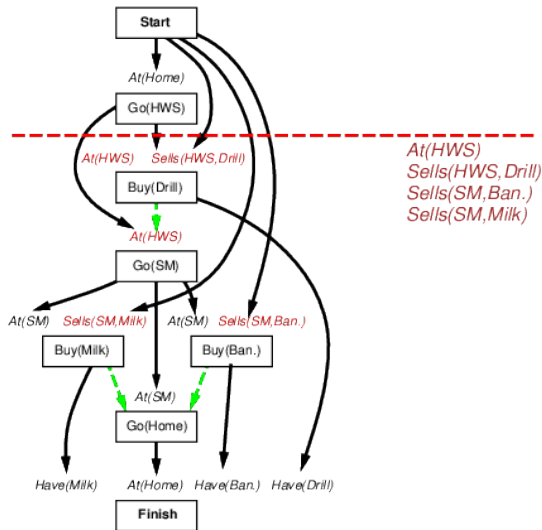 Start
At(Home)
Go(HWS)
At(HWS) Sells(HWS,Drill)
At(HWS)
Sells(HWS,Drill)
Sells(SM,Ban.)
Sells(SM,Milk)
Buy(Drill)
At(HWS)
Go(SM)
At(SM) Sells(SM,Milk) At(SM) Sells(SM,Ban.)
Buy(Milk) Buy(Ban.)
At(SM)
Go(Home)
Have(Milk) At(Home) Have(Ban.) Have(Drill)
Finish